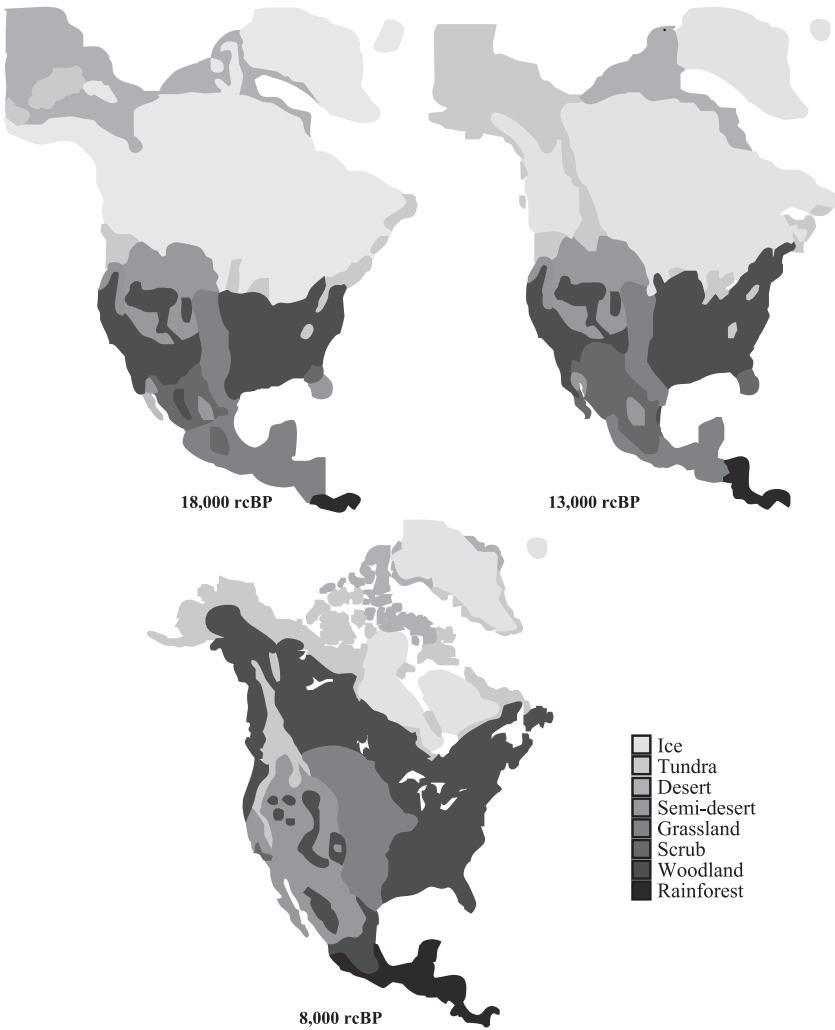 18,000 rcBP
13,000 rcBP
Ice
Tundra
Desert
Semi-desert
Grassland
Scrub
Woodland
Rainforest
8,000 rcBP